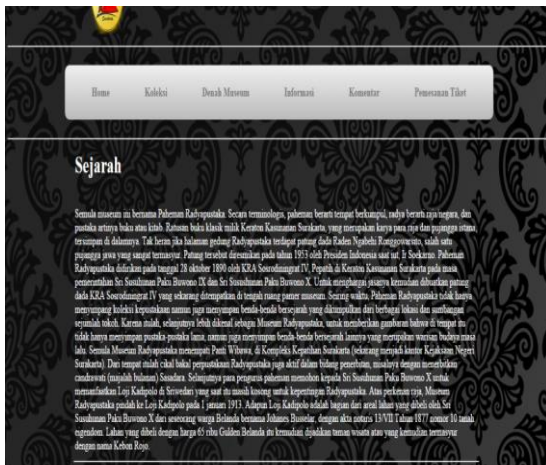 Home Koleksi Denah Museum Informasi Komentar Pemesanan Tiket
Sejarah
Semula museum ini bernama Paheman Radyapustaka. Secara terminologis, paheman berarti tempat berkumpul, radya berarti raja/negara, dan
pustaka artinya buku atau kitab. Ratusan buku klasik milik Keraton Kasunanan Surakarta, yang merupakan karya para raja dan pujangga istana,
tersimpan di dalamnya. Tak heran jika halaman gedung Radyapustaka terdapat patung dada Raden Ngabehi Ronggowarsito, salah satu
pujangga jawa yang sangat termasyur. Patung tersebut diresmikan pada tahun 1953 oleh Presiden Indonesia saat itu, Ir Soekarno. Paheman
Radyapustaka didirikan pada tanggal 28 oktober 1890 oleh KRA Sosrodiningrat IV, Pepatih di Keraton Kasunanan Surakarta pada masa
pemerintahan Sri Susuhunan Paku Buwono IX dan Sri Susuhunan Paku Buwono X. Untuk menghargai jasanya kemudian dibuatkan patung
dada KRA Sosrodiningrat IV yang sekarang ditempatkan di tengah ruang pamer museum. Seiring waktu, Paheman Radyapustaka tidak hanya
menyimpang koleksi kepustakaan namun juga menyimpan benda-benda bersejarah yang dikumpulkan dari berbagai lokasi dan sumbangan
sejumlah tokoh. Karena itulah, selanjutnya lebih dikenal sebagai Museum Radyapustaka, untuk memberikan gambaran bahwa di tempat itu
tidak hanya menyimpan pustaka-pustaka lama, namun juga menyimpan benda-benda bersejarah lainnya yang meripulkan warisan budaya masa
lalu. Semula Museum Radyapustaka menempati Panti Wibawa, di Kompleks Kepatihan Surakarta (sekarang menjadi kantor Kejaksaan Negeri
Surakarta). Dari tempat inilah cikal bakal perpustakaan Radyapustaka juga aktif dalam bidang penerbitan, misalnya dengan menerbitkan
candrawati (majalah bulanan) Sasadara. Selanjutnya para pengurus paheman memohon kepada Sri Susuhunan Paku Buwono X untuk
memanfaatkan Loji Kadipolo di Sriwedari yang saat itu masih kosong untuk kepentingan Radyapustaka. Atas perkenan raja, Museum
Radyapustaka pindah ke Loji Kadipolo pada 1 januari 1913. Adapun Loji Kadipolo adalah bagian dari areal lahan yang dibeli oleh Sri
Susuhunan Paku Buwono X dari seseorang warga Belanda bernama Johanes Busselar, dengan akta notaris 13/VII Tahun 1877 nomor 10 tanah
eigendom. Lahan yang dibeli dengan harga 65 ribu Gulden Belanda itu kemudian dijadikan taman wisata atau yang kemudian termasyur
dengan nama Kebon Rojo.